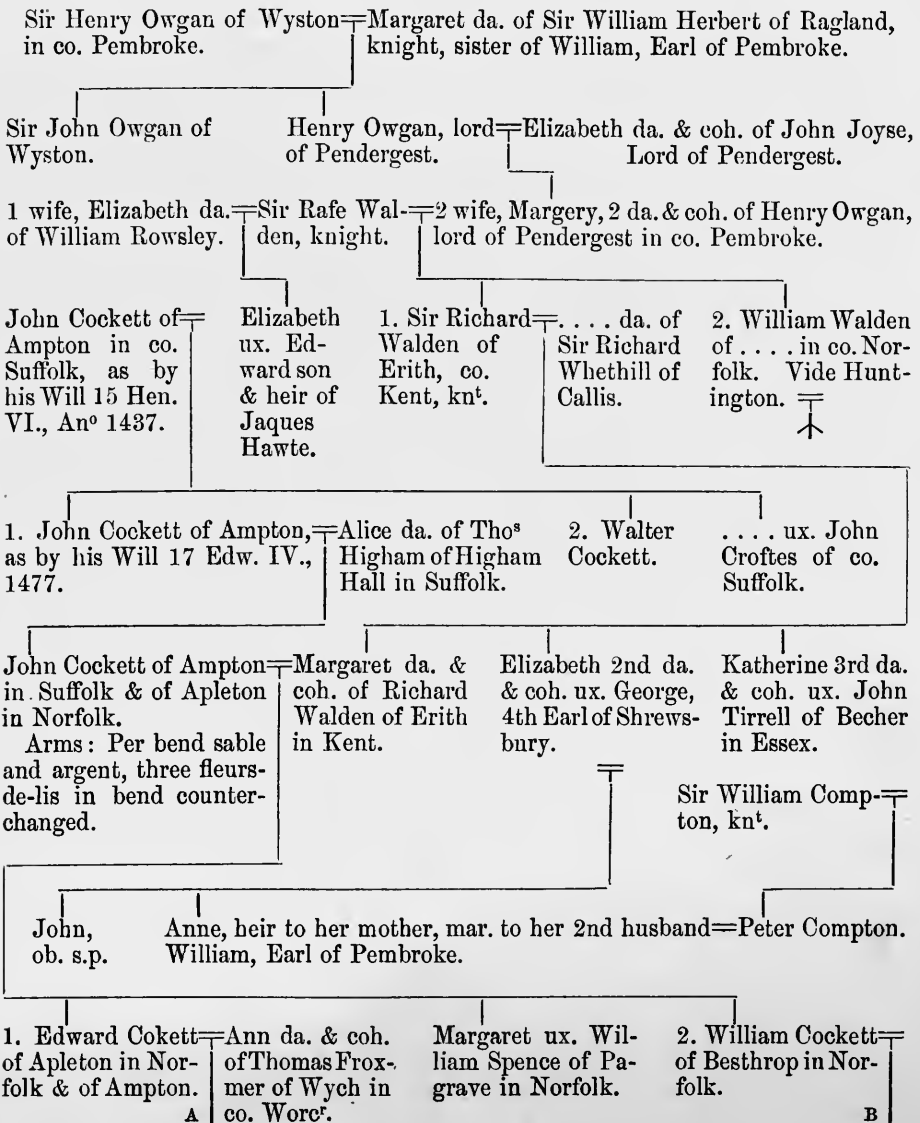 Sir Henry Owgan of Wyston=Margaret da. of Sir William Herbert of Ragland,
in co. Pembroke. knight, sister of William, Earl of Pembroke.
Sir John Owgan of
Wyston.
Henry Owgan, lord=Elizabeth da. & coh. of John Joyse,
of Pendergest. Lord of Pendergest.
1 wife, Elizabeth da.=Sir Rafe Wal-=2 wife, Margery, 2 da. & coh. of Henry Owgan,
of William Rowsley. den, knight. lord of Pendergest in co. Pembroke.
John Cockett of=
Ampton in co.
Suffolk, as by
his Will 15 Hen.
VI., Anº 1437.
Elizabeth
ux. Ed-
ward son
& heir of
Jaques
Hawte.
1. Sir Richard=
Walden of
Erith, co.
Kent, knᵗ.
. . . . da. of
Sir Richard
Whethill of
Callis.
2. William Walden
of . . . . in co. Nor-
folk. Vide Hunt-
ington.
1. John Cockett of Ampton,=
as by his Will 17 Edw. IV.,
1477.
Alice da. of Thoˢ
Higham of Higham
Hall in Suffolk.
2. Walter
Cockett.
. . . . ux. John
Croftes of co.
Suffolk.
John Cockett of Ampton=
in Suffolk & of Apleton
in Norfolk.
Arms: Per bend sable
and argent, three fleurs-
de-lis in bend counter-
changed.
Margaret da. &
coh. of Richard
Walden of Erith
in Kent.
Elizabeth 2nd da.
& coh. ux. George,
4th Earl of Shrews-
bury.
Katherine 3rd da.
& coh. ux. John
Tirrell of Becher
in Essex.
Sir William Comp-=
ton, knᵗ.
John,
ob. s.p.
Anne, heir to her mother, mar. to her 2nd husband=Peter Compton.
William, Earl of Pembroke.
1. Edward Cokett=
of Apleton in Nor-
folk & of Ampton.
A
Ann da. & coh.
of Thomas Frox-
mer of Wych in
co. Worcʳ.
Margaret ux. Wil-
liam Spence of Pa-
grave in Norfolk.
2. William Cockett=
of Besthrop in Nor-
folk.
B